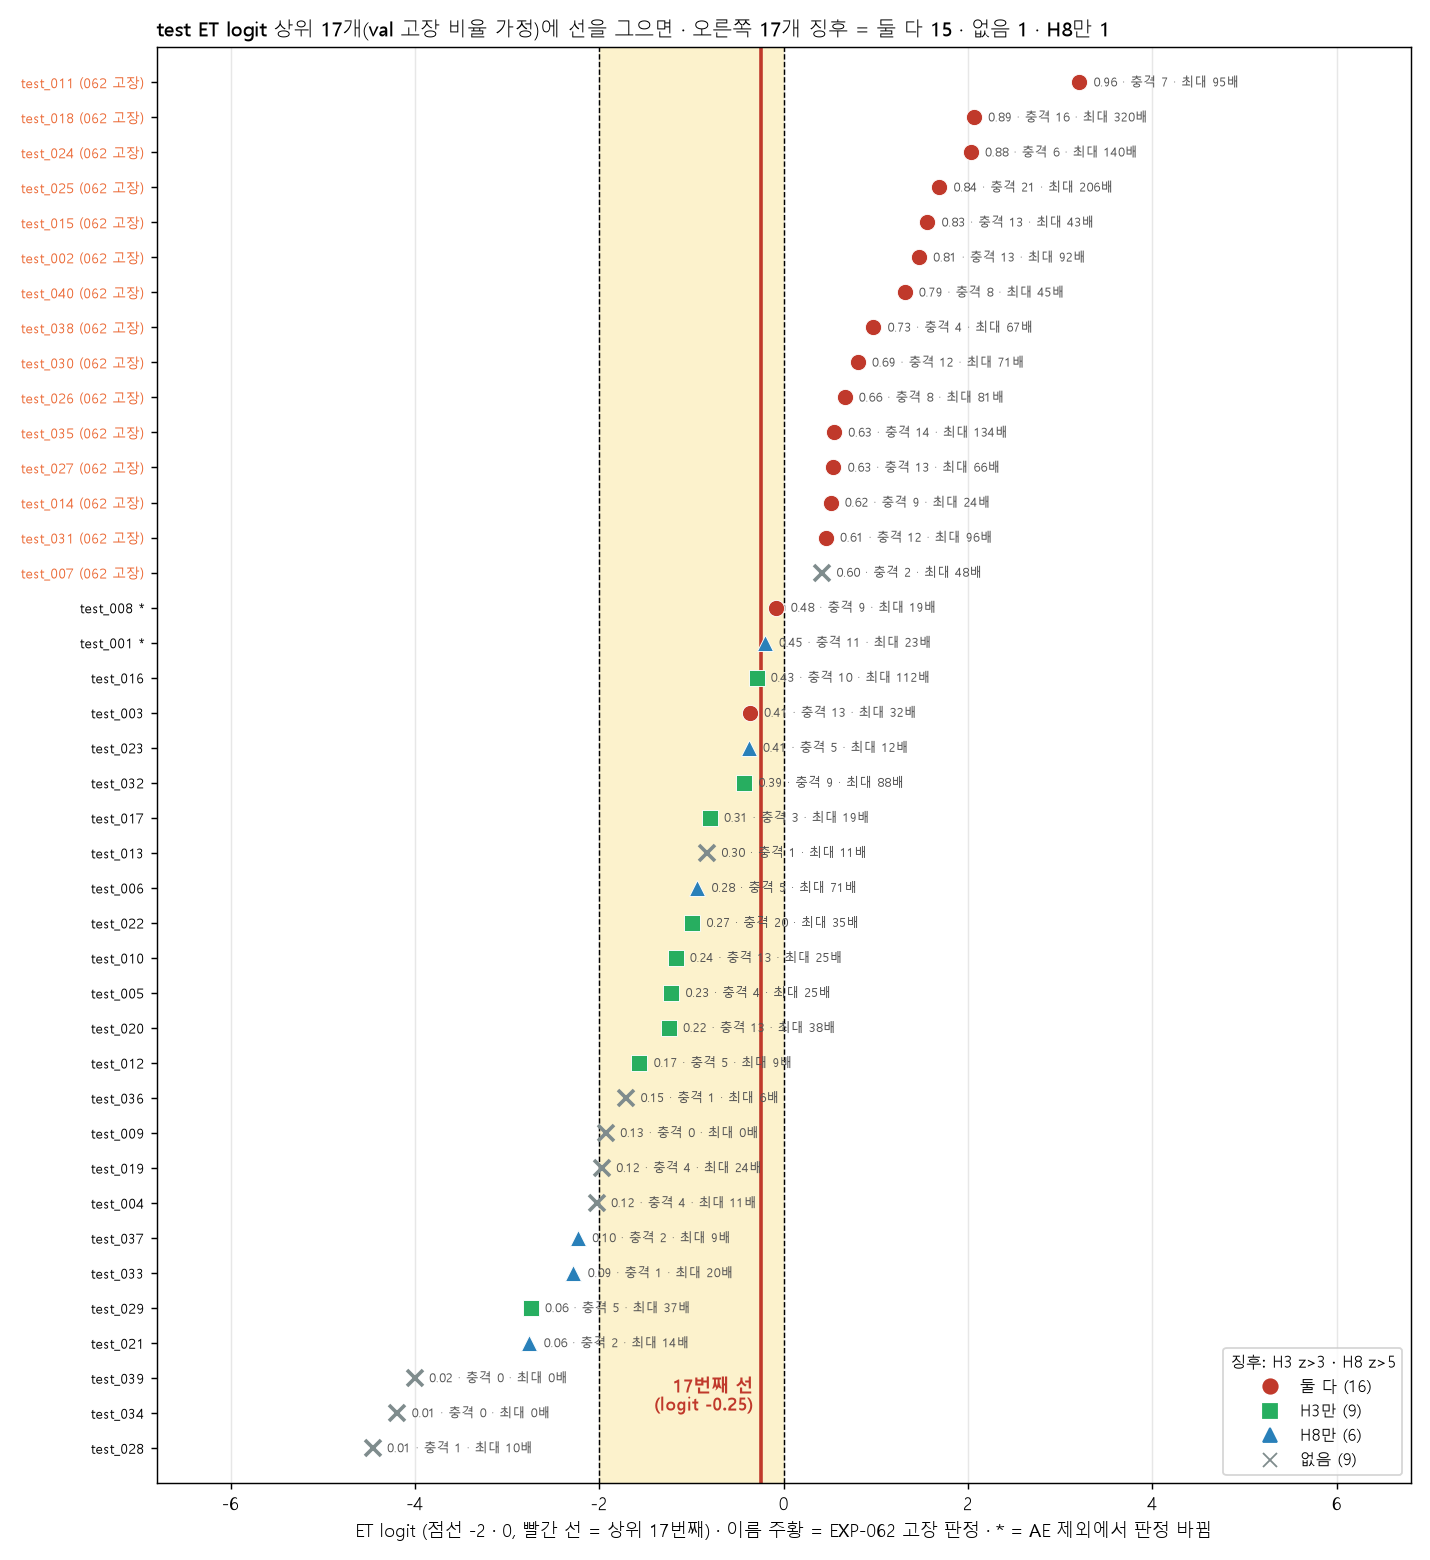 test ET logit 상위 17개(val 고장 비율 가정)에 선을 그으면 · 오른쪽 17개 징후 = 둘 다 15 · 없음 1 · H8만 1
test_011 (062 고장) 0.96 · 충격 7 · 최대 95배
test_018 (062 고장) 0.89 · 충격 16 · 최대 320배
test_024 (062 고장) 0.88 · 충격 6 · 최대 140배
test_025 (062 고장) 0.84 · 충격 21 · 최대 206배
test_015 (062 고장) 0.83 · 충격 13 · 최대 43배
test_002 (062 고장) 0.81 · 충격 13 · 최대 92배
test_040 (062 고장) 0.79 · 충격 8 · 최대 45배
test_038 (062 고장) 0.73 · 충격 4 · 최대 67배
test_030 (062 고장) 0.69 · 충격 12 · 최대 71배
test_026 (062 고장) 0.66 · 충격 8 · 최대 81배
test_035 (062 고장) 0.63 · 충격 14 · 최대 134배
test_027 (062 고장) 0.63 · 충격 13 · 최대 66배
test_014 (062 고장) 0.62 · 충격 9 · 최대 24배
test_031 (062 고장) 0.61 · 충격 12 · 최대 96배
test_007 (062 고장) 0.60 · 충격 2 · 최대 48배
test_008 * 0.48 · 충격 9 · 최대 19배
test_001 * 0.45 · 충격 11 · 최대 23배
test_016 0.43 · 충격 10 · 최대 112배
test_003 0.41 · 충격 13 · 최대 32배
test_023 0.41 · 충격 5 · 최대 12배
test_032 0.39 · 충격 9 · 최대 88배
test_017 0.31 · 충격 3 · 최대 19배
test_013 0.30 · 충격 1 · 최대 11배
test_006 0.28 · 충격 5 · 최대 71배
test_022 0.27 · 충격 20 · 최대 35배
test_010 0.24 · 충격 13 · 최대 25배
test_005 0.23 · 충격 4 · 최대 25배
test_020 0.22 · 충격 13 · 최대 38배
test_012 0.17 · 충격 5 · 최대 9배
test_036 0.15 · 충격 1 · 최대 6배
test_009 0.13 · 충격 0 · 최대 0배
test_019 0.12 · 충격 4 · 최대 24배
test_004 0.12 · 충격 4 · 최대 11배
test_037 0.10 · 충격 2 · 최대 9배
test_033 0.09 · 충격 1 · 최대 20배
test_029 0.06 · 충격 5 · 최대 37배
test_021 0.06 · 충격 2 · 최대 14배
test_039 0.02 · 충격 0 · 최대 0배
test_034 0.01 · 충격 0 · 최대 0배
test_028 0.01 · 충격 1 · 최대 10배
17번째 선
(logit -0.25)
징후: H3 z>3 · H8 z>5
둘 다 (16)
H3만 (9)
H8만 (6)
없음 (9)
-6 -4 -2 0 2 4 6
ET logit (점선 -2 · 0, 빨간 선 = 상위 17번째) · 이름 주황 = EXP-062 고장 판정 · * = AE 제외에서 판정 바뀜